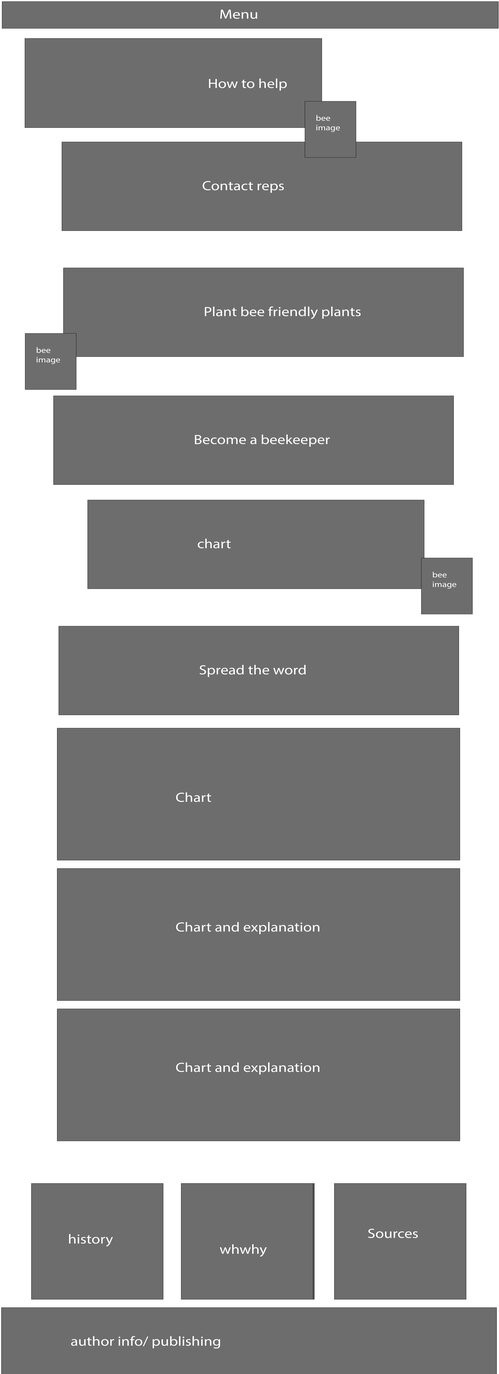 Menu
How to help
bee
image
Contact reps
Plant bee friendly plants
bee
image
Become a beekeeper
chart
bee
image
Spread the word
Chart
Chart and explanation
Chart and explanation
history
whwhy
Sources
author info/ publishing